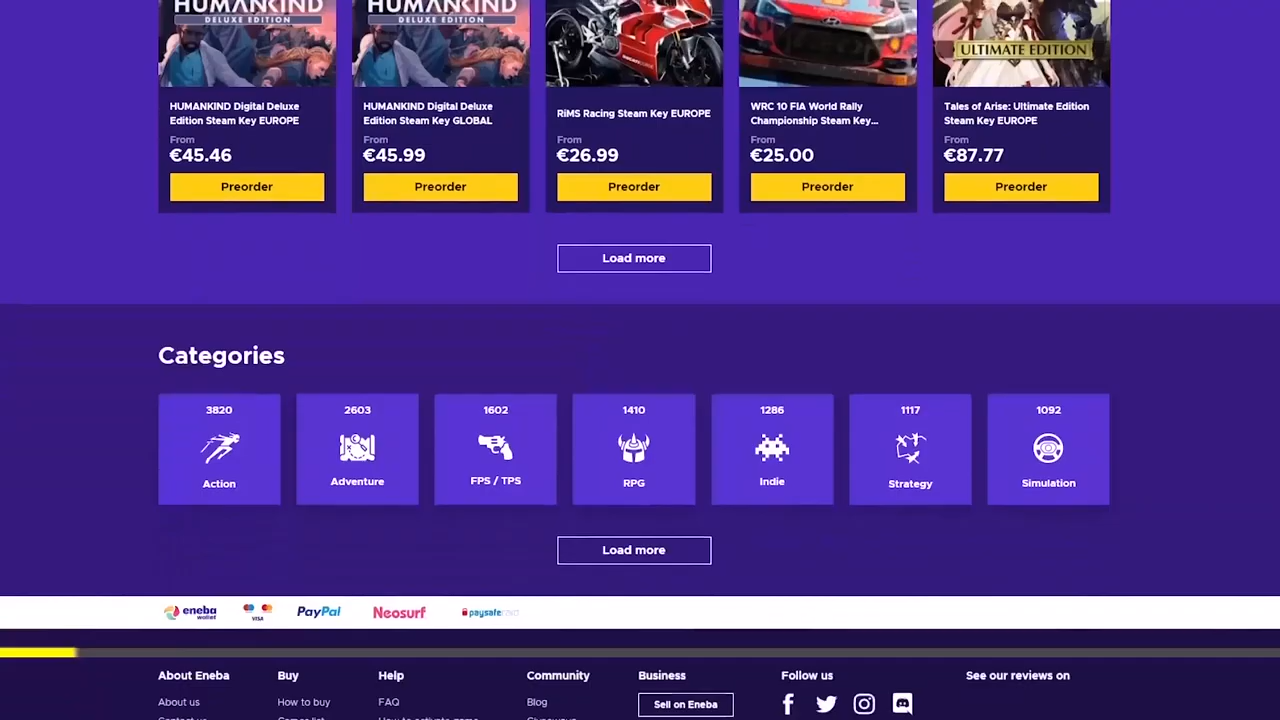 HUMANKIND
DELUXE EDITION
HUMANKIND
DELUXE EDITION
ULTIMATE EDITION
HUMANKIND Digital Deluxe
Edition Steam Key EUROPE
From
€45.46
Preorder
HUMANKIND Digital Deluxe
Edition Steam Key GLOBAL
From
€45.99
Preorder
RiMS Racing Steam Key EUROPE
From
€26.99
Preorder
WRC 10 FIA World Rally
Championship Steam Key...
From
€25.00
Preorder
Tales of Arise: Ultimate Edition
Steam Key EUROPE
From
€87.77
Preorder
Load more
Categories
3820
Action
2603
Adventure
1602
FPS / TPS
1410
RPG
1286
Indie
1117
Strategy
1092
Simulation
Load more
eneba
wallet
VISA
PayPal
Neosurf
paysafecard
About Eneba
About us
Buy
How to buy
Help
FAQ
Community
Blog
Business
Sell on Eneba
Follow us
See our reviews on